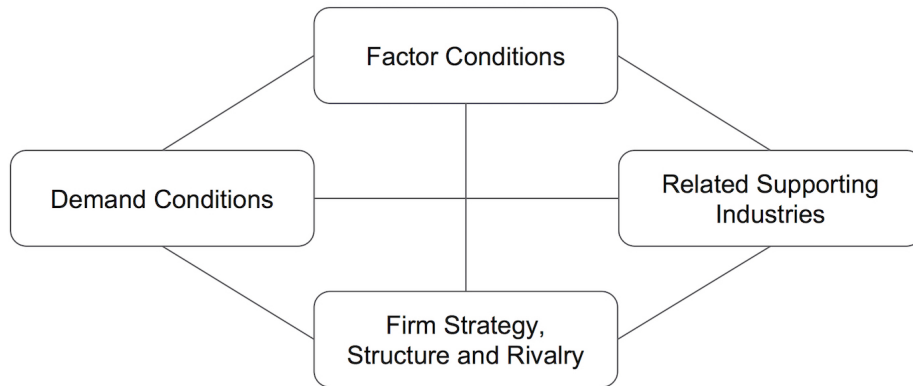 Factor Conditions
Demand Conditions
Related Supporting
Industries
Firm Strategy,
Structure and Rivalry